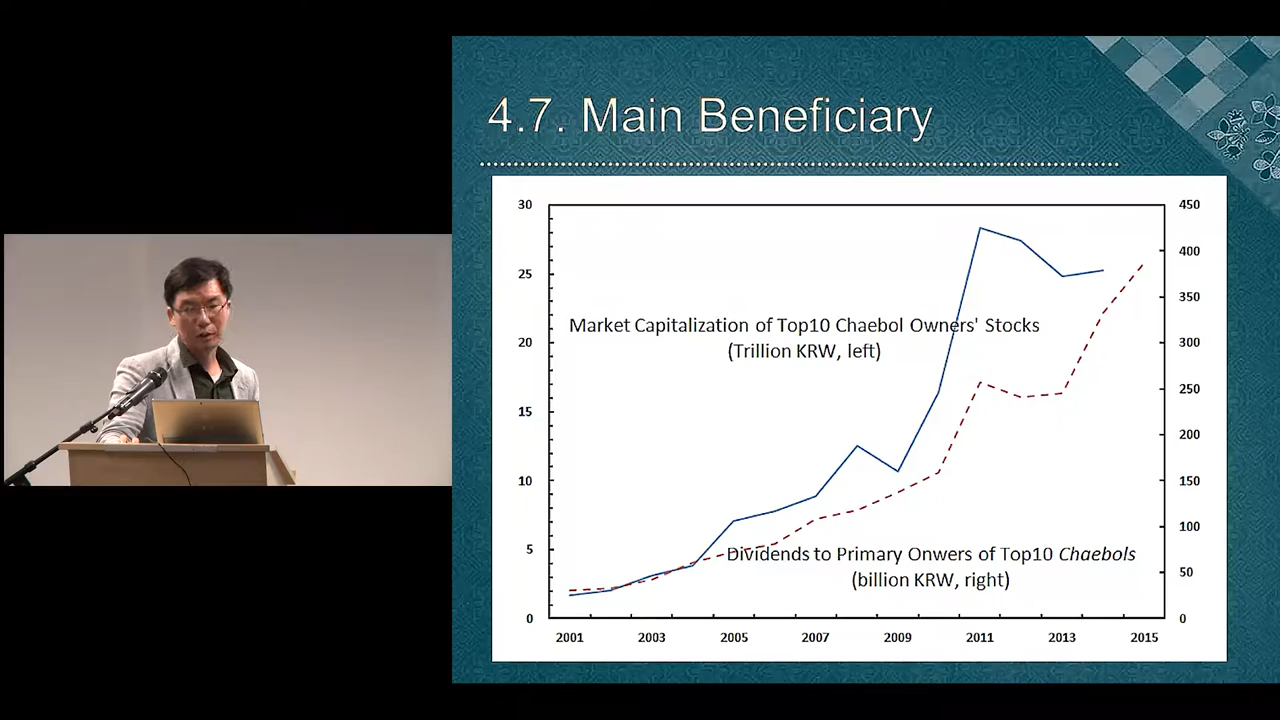 4.7. Main Beneficiary
30
25
20
15
10
5
0
450
400
350
300
250
200
150
100
50
0
Market Capitalization of Top10 Chaebol Owners' Stocks
(Trillion KRW, left)
Dividends to Primary Onwers of Top10 Chaebols
(billion KRW, right)
2001 2003 2005 2007 2009 2011 2013 2015